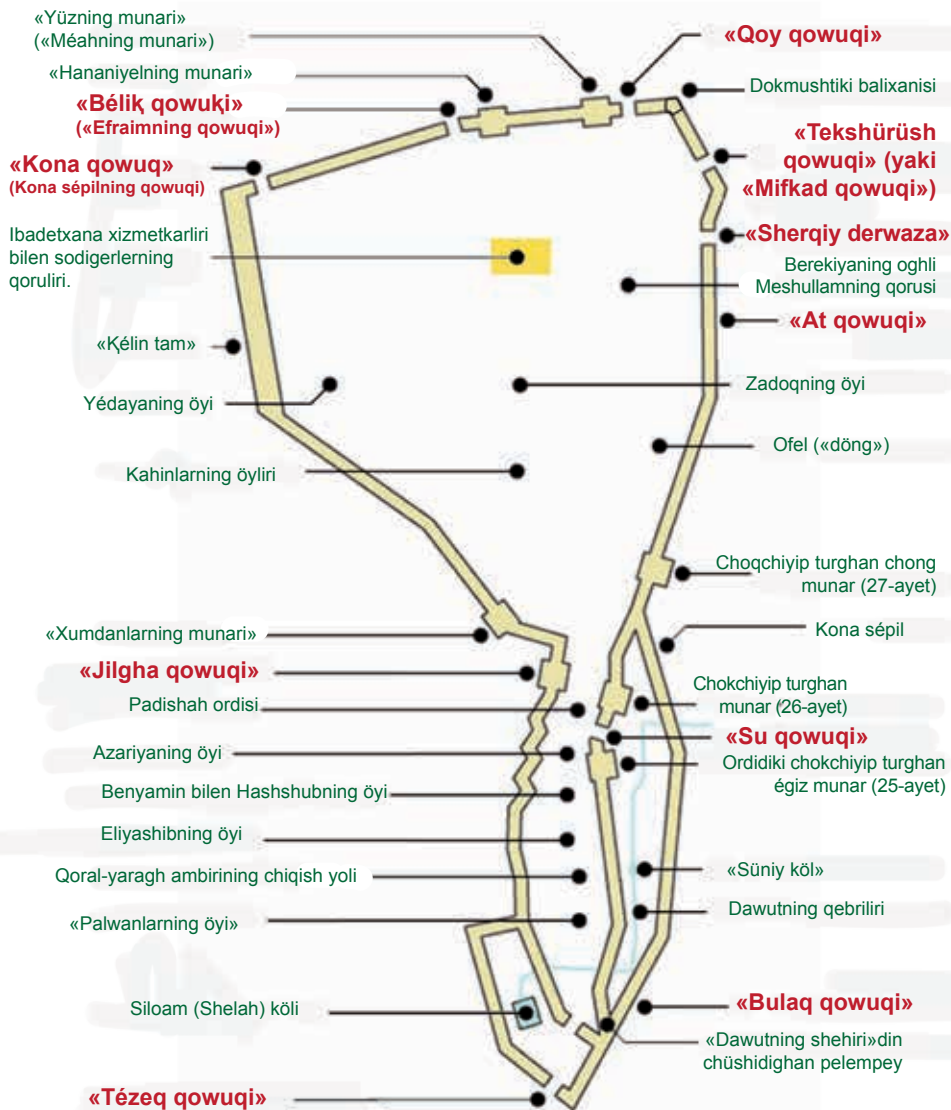 «Yüzning munari»
(«Méahning munari»)
«Qoy qowuqi»
«Hananiyelning munari»
Dokmushtiki balixanisi
«Béliⱪ qowuⱪi»
(«Efraimning qowuqi»)
«Tekshürüsh
qowuqi» (yaki
«Mifkad qowuqi»)
«Kona qowuq»
(Kona sépilning qowuqi)
Ibadetxana xizmetkarliri
bilen sodigerlerning
qoruliri.
«Sherqiy derwaza»
Berekiyaning oghli
Meshullamning qorusi
«At qowuqi»
«Ⱪélin tam»
Yédayaning öyi
Zadoqning öyi
Ofel («döng»)
Kahinlarning öyliri
Choqchiyip turghan chong
munar (27-ayet)
«Xumdanlarning munari»
Kona sépil
«Jilgha qowuqi»
Padishah ordisi
Chokchiyip turghan
munar (26-ayet)
«Su qowuqi»
Azariyaning öyi
Ordidiki chokchiyip turghan
égiz munar (25-ayet)
Benyamin bilen Hashshubning öyi
Eliyashibning öyi
Qoral-yaragh ambirining chiqish yoli
«Süniy köl»
«Palwanlarning öyi»
Dawutning qebriliri
Siloam (Shelah) köli
«Bulaq qowuqi»
«Dawutning shehiri»din
chüshidighan pelempey
«Tézeq qowuqi»